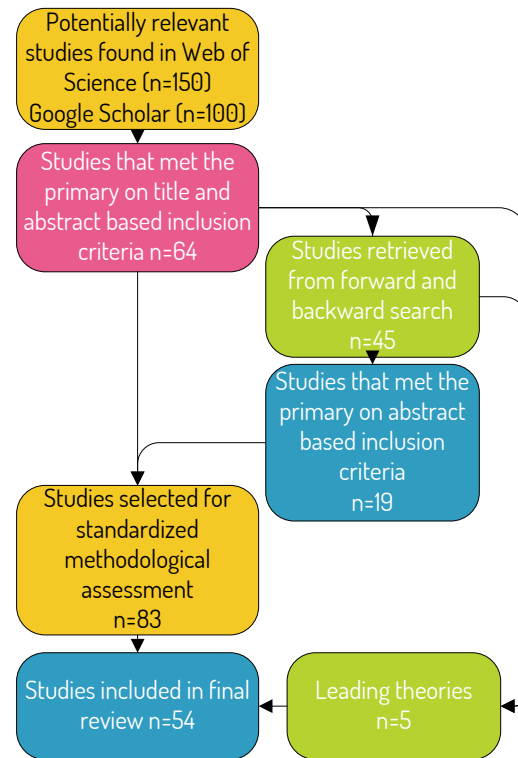 Potentially relevant
studies found in Web of
Science (n=150)
Google Scholar (n=100)
Studies that met the
primary on title and
abstract based inclusion
criteria n=64
Studies retrieved
from forward and
backward search
n=45
Studies that met the
primary on abstract
based inclusion
criteria
n=19
Studies selected for
standardized
methodological
assessment
n=83
Studies included in final
review n=54
Leading theories
n=5